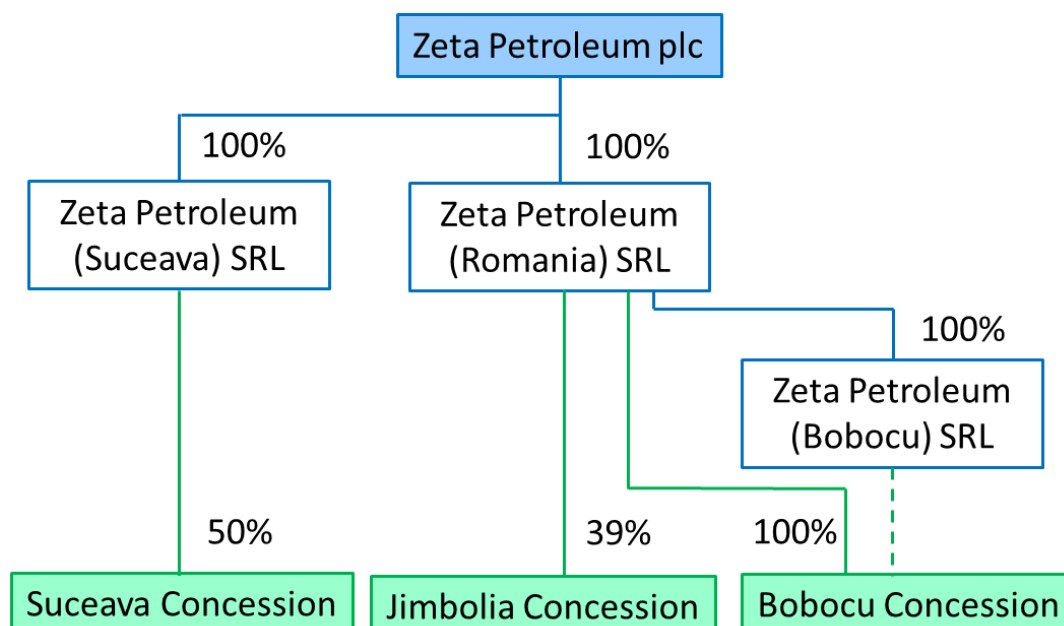 Zeta Petroleum plc
100%
100%
Zeta Petroleum
(Suceava) SRL
Zeta Petroleum
(Romania) SRL
100%
Zeta Petroleum
(Bobocu) SRL
50%
39%
100%
Suceava Concession
Jimbolia Concession
Bobocu Concession